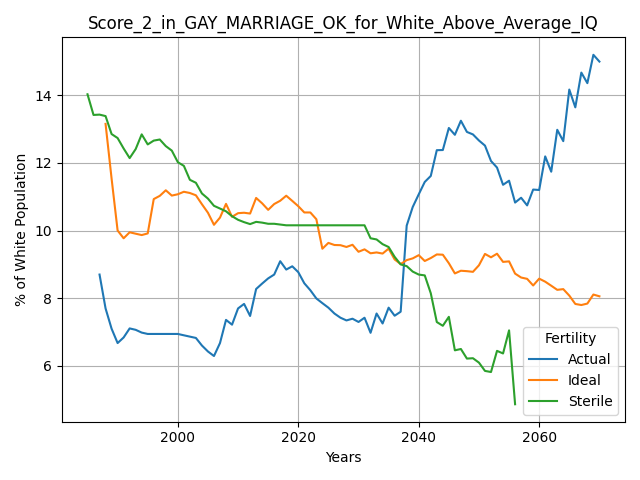 Score_2_in_GAY_MARRIAGE_OK_for_White_Above_Average_IQ
% of White Population
14
12
10
8
6
2000 2020 2040 2060
Years
Fertility
Actual
Ideal
Sterile